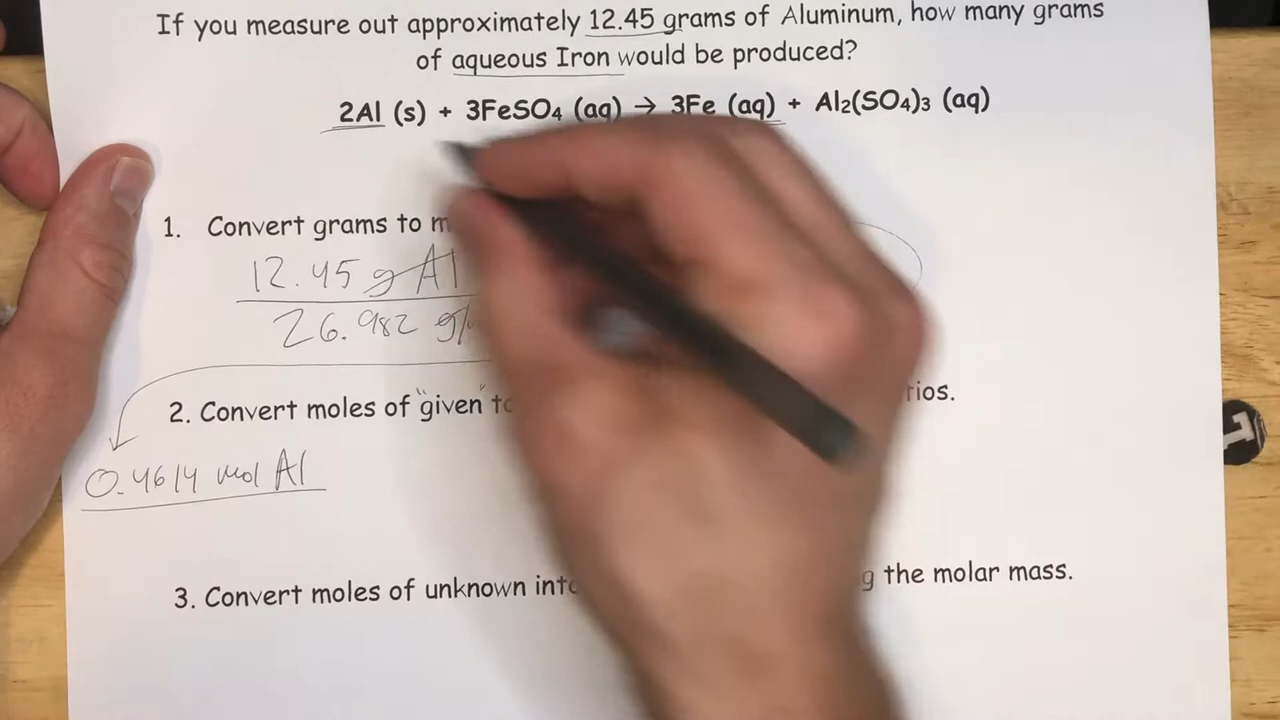 If you measure out approximately 12.45 grams of Aluminum, how many grams
of aqueous Iron would be produced?
2Al (s) + 3FeSO₄ (aq) → 3Fe (aq) + Al₂(SO₄)₃ (aq)
1. Convert grams to
12.45 g Al
26.982
2. Convert moles of "given"
0.4614 mol Al
3. Convert moles of unknown the molar mass.